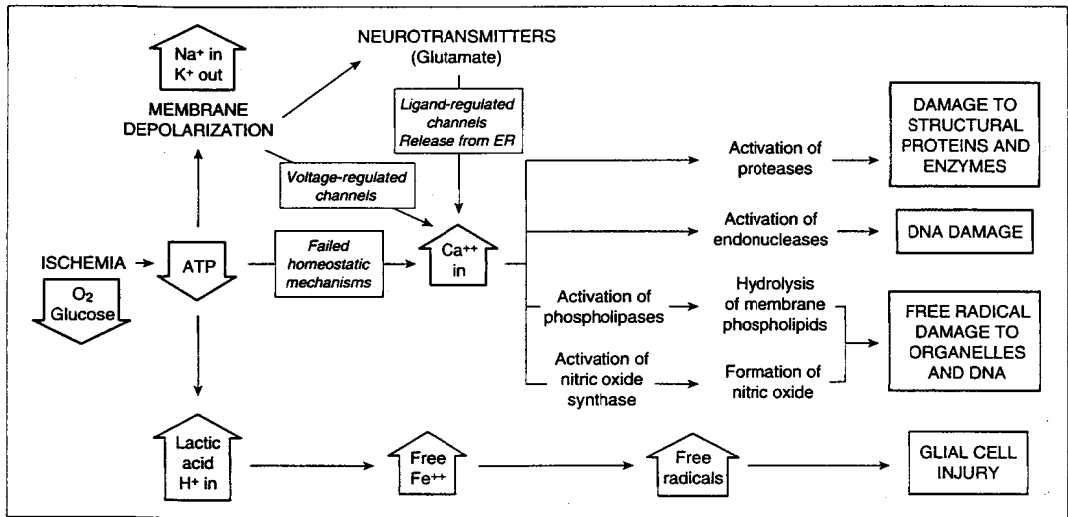 Na⁺ in
K⁺ out
MEMBRANE
DEPOLARIZATION
NEUROTRANSMITTERS
(Glutamate)
Ligand-regulated
channels
Release from ER
Voltage-regulated
channels
ISCHEMIA
O₂
Glucose
ATP
Failed
homeostatic
mechanisms
Ca⁺⁺
in
Activation of
proteases
DAMAGE TO
STRUCTURAL
PROTEINS AND
ENZYMES
Activation of
endonucleases
DNA DAMAGE
Activation of
phospholipases
Hydrolysis
of membrane
phospholipids
Activation of
nitric oxide
synthase
Formation of
nitric oxide
FREE RADICAL
DAMAGE TO
ORGANELLES
AND DNA
Lactic
acid
H⁺ in
Free
Fe⁺⁺
Free
radicals
GLIAL CELL
INJURY